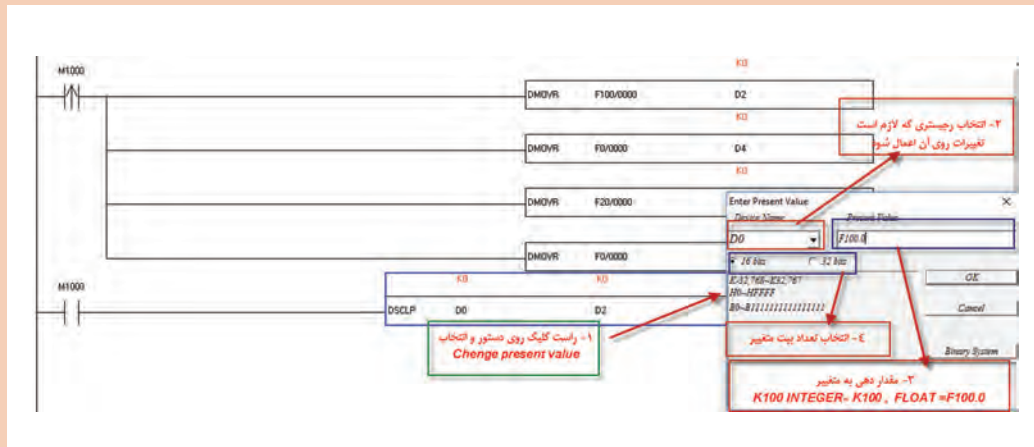 M1000
K0
DMOVR F100/0000 D2
K0
DMOVR F0/0000 D4
K0
DMOVR F20/0000
DMOVR F0/0000
۲- انتخاب رجیستری که لازم است
تغییرات روی آن اعمال شود
Enter Present Value
Device Name
Present Value
D0
F100.0
16 bits
32 bits
K-32,768~K32,767
H0~HFFFF
OK
Cancel
Binary System
M1000
K0 K0
DSCLP D0 D2
۱- راست کلیک روی دستور و انتخاب
Chenge present value
٤- انتخاب تعداد بیت متغییر
۳- مقدار دهی به متغییر
K100 INTEGER= K100 , FLOAT =F100.0